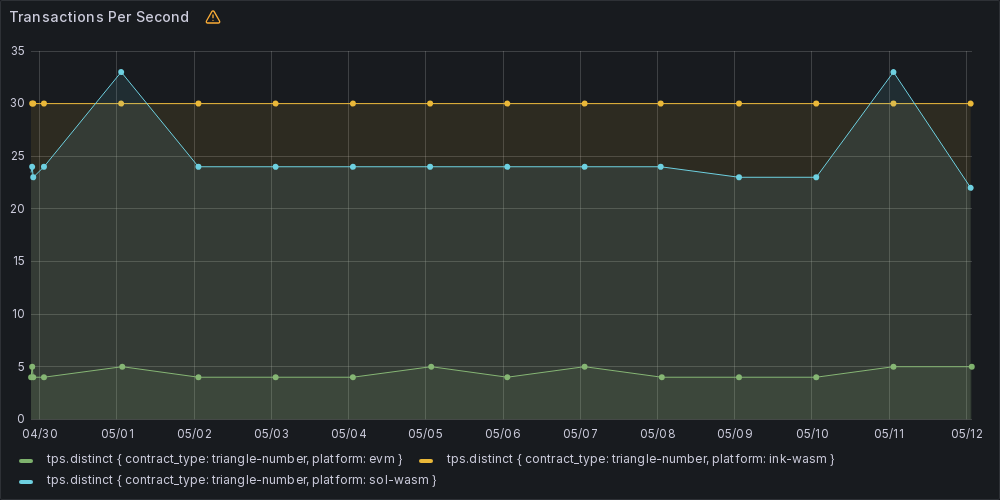 Transactions Per Second
35
30
25
20
15
10
5
0
04/30 05/01 05/02 05/03 05/04 05/05 05/06 05/07 05/08 05/09 05/10 05/11 05/12
tps.distinct { contract_type: triangle-number, platform: evm } tps.distinct { contract_type: triangle-number, platform: ink-wasm }
tps.distinct { contract_type: triangle-number, platform: sol-wasm }